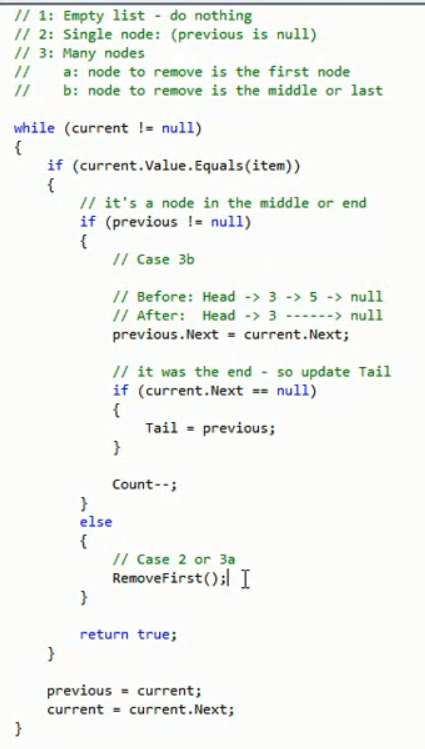 // 1: Empty list - do nothing
// 2: Single node: (previous is null)
// 3: Many nodes
//    a: node to remove is the first node
//    b: node to remove is the middle or last

while (current != null)
{
    if (current.Value.Equals(item))
    {
        // it's a node in the middle or end
        if (previous != null)
        {
            // Case 3b

            // Before: Head -> 3 -> 5 -> null
            // After:  Head -> 3 ------> null
            previous.Next = current.Next;

            // it was the end - so update Tail
            if (current.Next == null)
            {
                Tail = previous;
            }

            Count--;
        }
        else
        {
            // Case 2 or 3a
            RemoveFirst();
        }

        return true;
    }

    previous = current;
    current = current.Next;
}